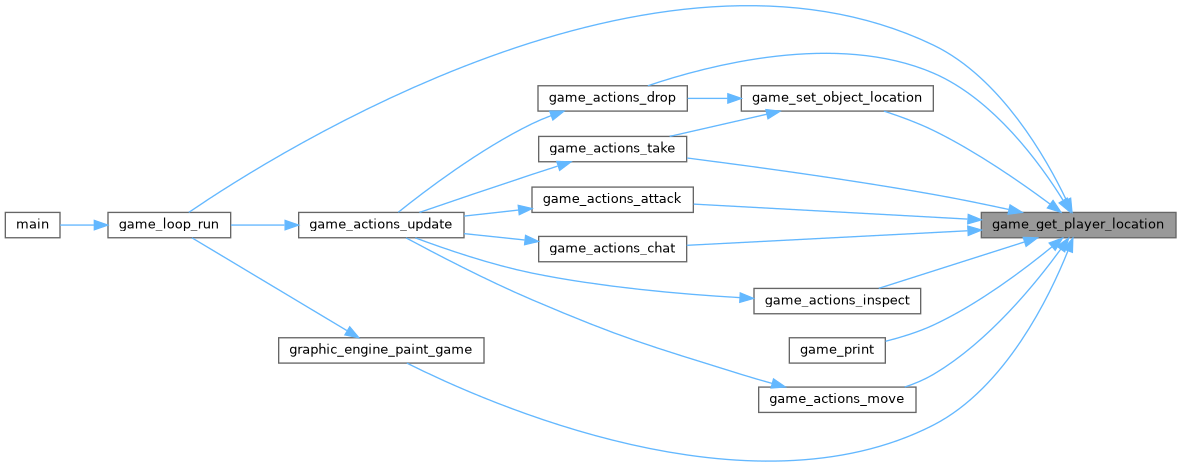 game_actions_drop
game_set_object_location
game_actions_take
game_actions_attack
main
game_loop_run
game_actions_update
game_get_player_location
game_actions_chat
game_actions_inspect
graphic_engine_paint_game
game_print
game_actions_move